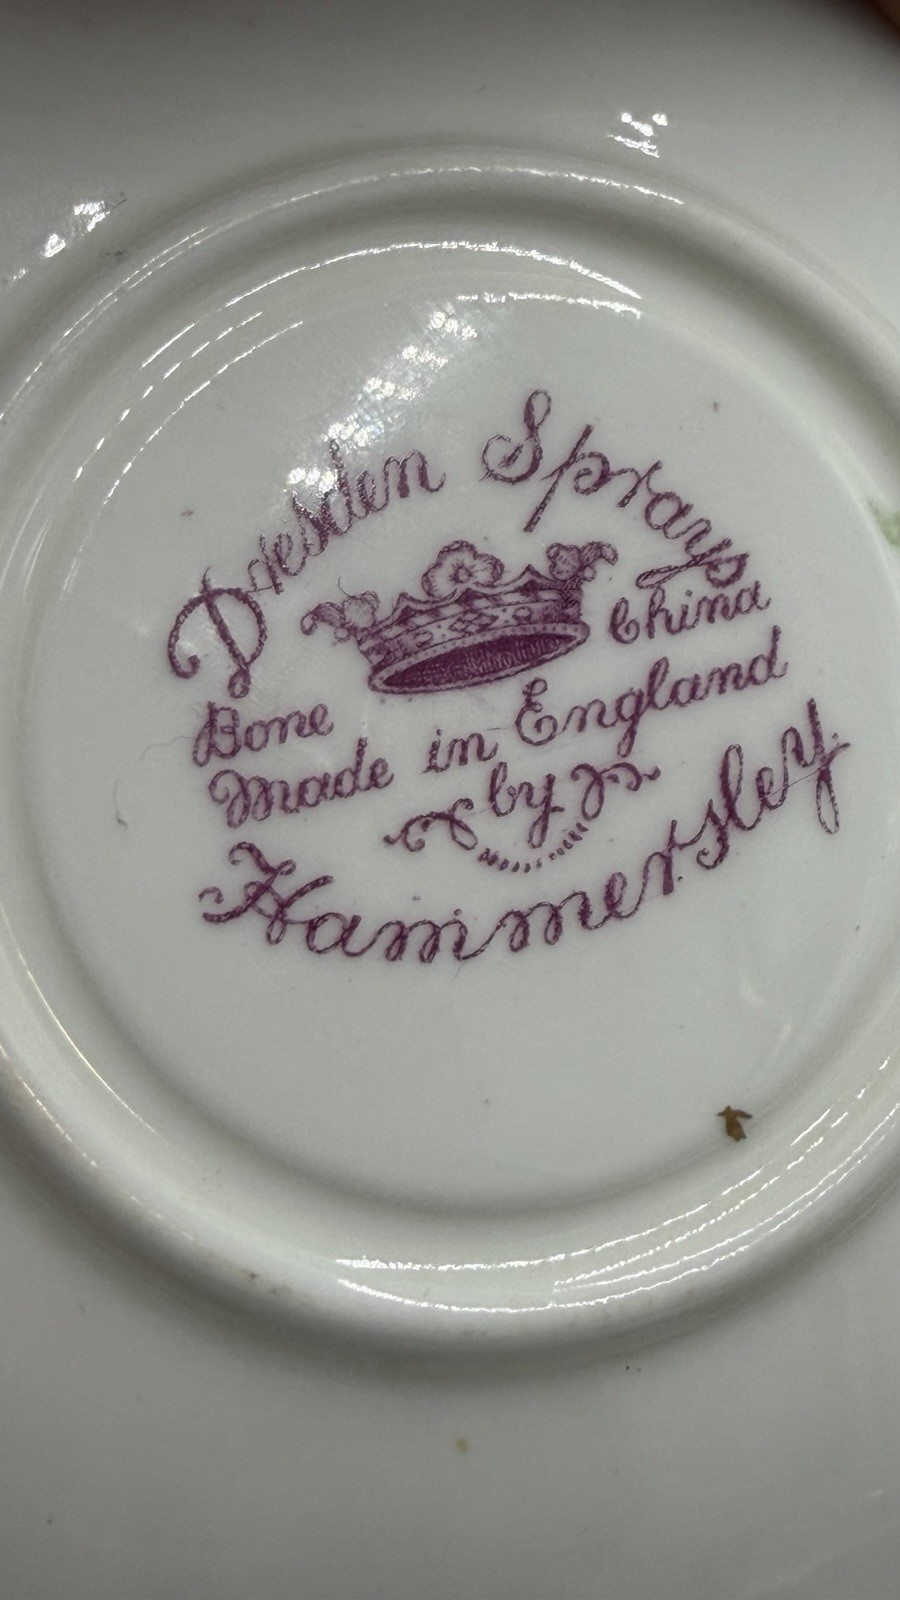 Dresden Sprays
Bone China
Made in England
by
Hammersley